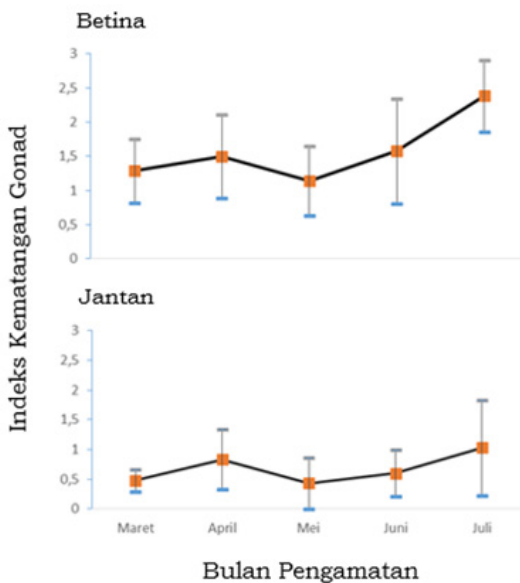 Betina
3
2,5
2
1,5
1
0,5
0
Indeks Kematangan Gonad
Jantan
3
2,5
2
1,5
1
0,5
0
Maret April Mei Juni Juli
Bulan Pengamatan